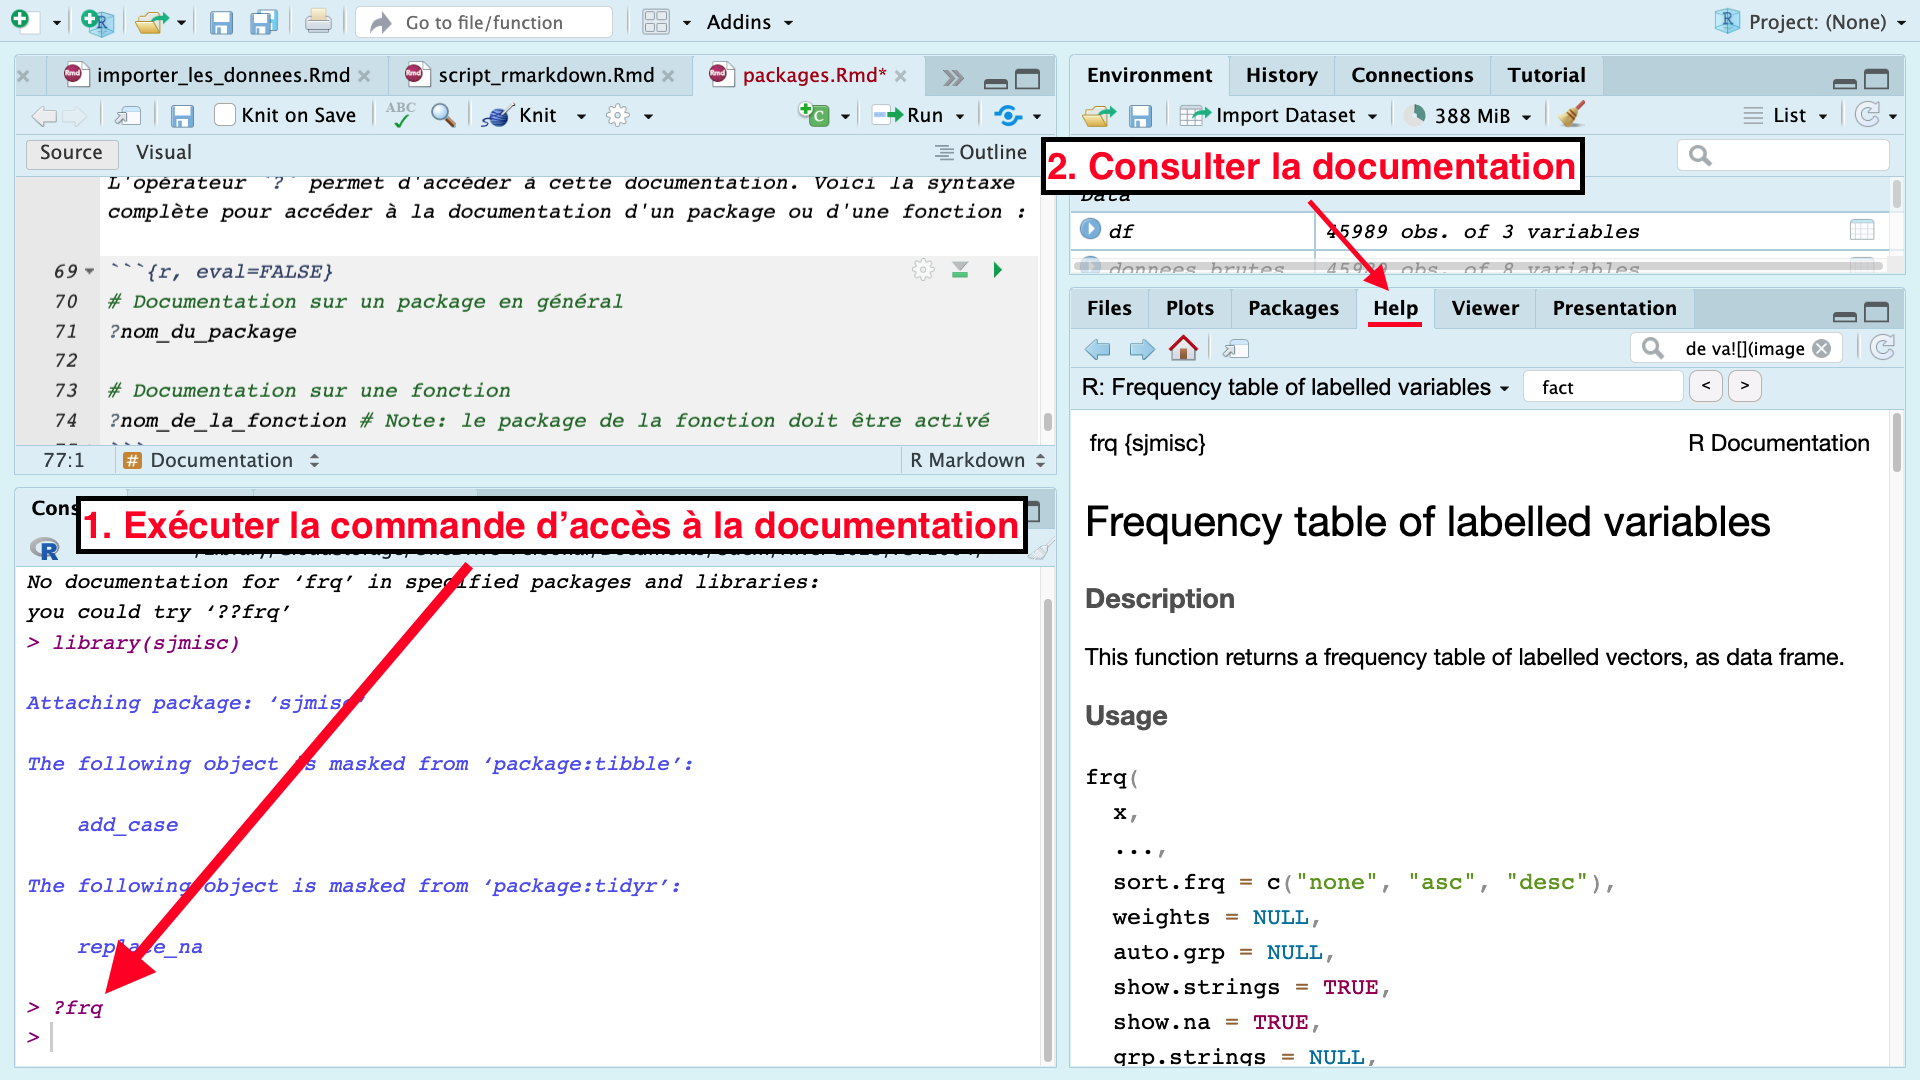 Go to file/function
Addins
Project: (None)
importer_les_donnees.Rmd
script_rmarkdown.Rmd
packages.Rmd*
Knit on Save
ABC
Knit
Run
Source
Visual
Outline
L'opérateur `?` permet d'accéder à cette documentation. Voici la syntaxe
complète pour accéder à la documentation d'un package ou d'une fonction :
69 ```{r, eval=FALSE}
70 # Documentation sur un package en général
71 ?nom_du_package
72
73 # Documentation sur une fonction
74 ?nom_de_la_fonction # Note: le package de la fonction doit être activé
77:1
# Documentation
R Markdown
1. Exécuter la commande d'accès à la documentation
No documentation for ‘frq’ in specified packages and libraries:
you could try ‘??frq’
> library(sjmisc)
Attaching package: ‘sjmisc’
The following object is masked from ‘package:tibble’:
add_case
The following object is masked from ‘package:tidyr’:
replace_na
> ?frq
>
Environment
History
Connections
Tutorial
Import Dataset
388 MiB
List
2. Consulter la documentation
Data
df
45989 obs. of 3 variables
donnees_brutes
45989 obs. of 8 variables
Files
Plots
Packages
Help
Viewer
Presentation
de va![](image
R: Frequency table of labelled variables
fact
<
>
frq {sjmisc}
R Documentation
Frequency table of labelled variables
Description
This function returns a frequency table of labelled vectors, as data frame.
Usage
frq(
x,
...,
sort.frq = c("none", "asc", "desc"),
weights = NULL,
auto.grp = NULL,
show.strings = TRUE,
show.na = TRUE,
grp.strings = NULL,